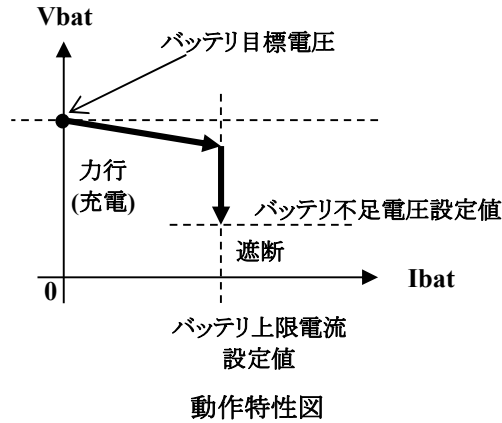 Vbat
バッテリ目標電圧
力行
(充電)
バッテリ不足電圧設定値
遮断
0
Ibat
バッテリ上限電流
設定値
動作特性図